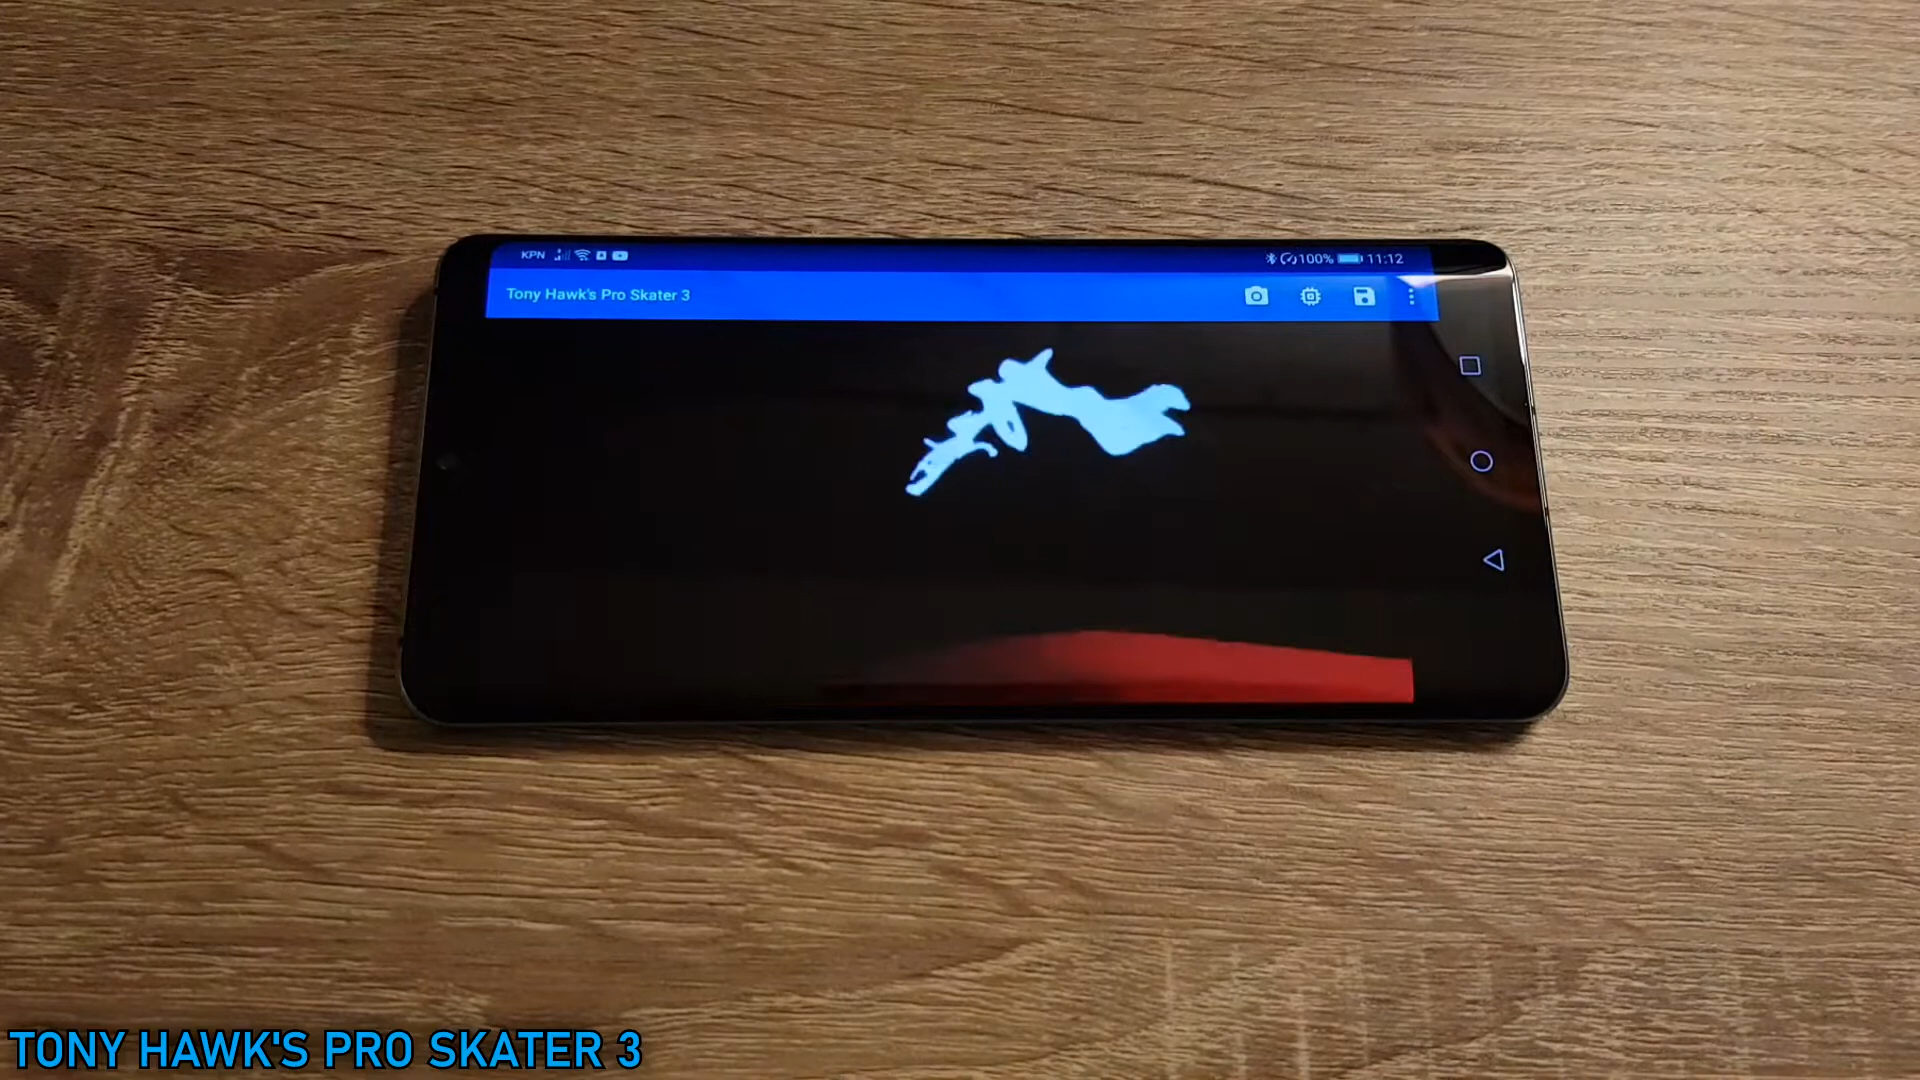 KPN
100% 11:12
Tony Hawk's Pro Skater 3
TONY HAWK'S PRO SKATER 3